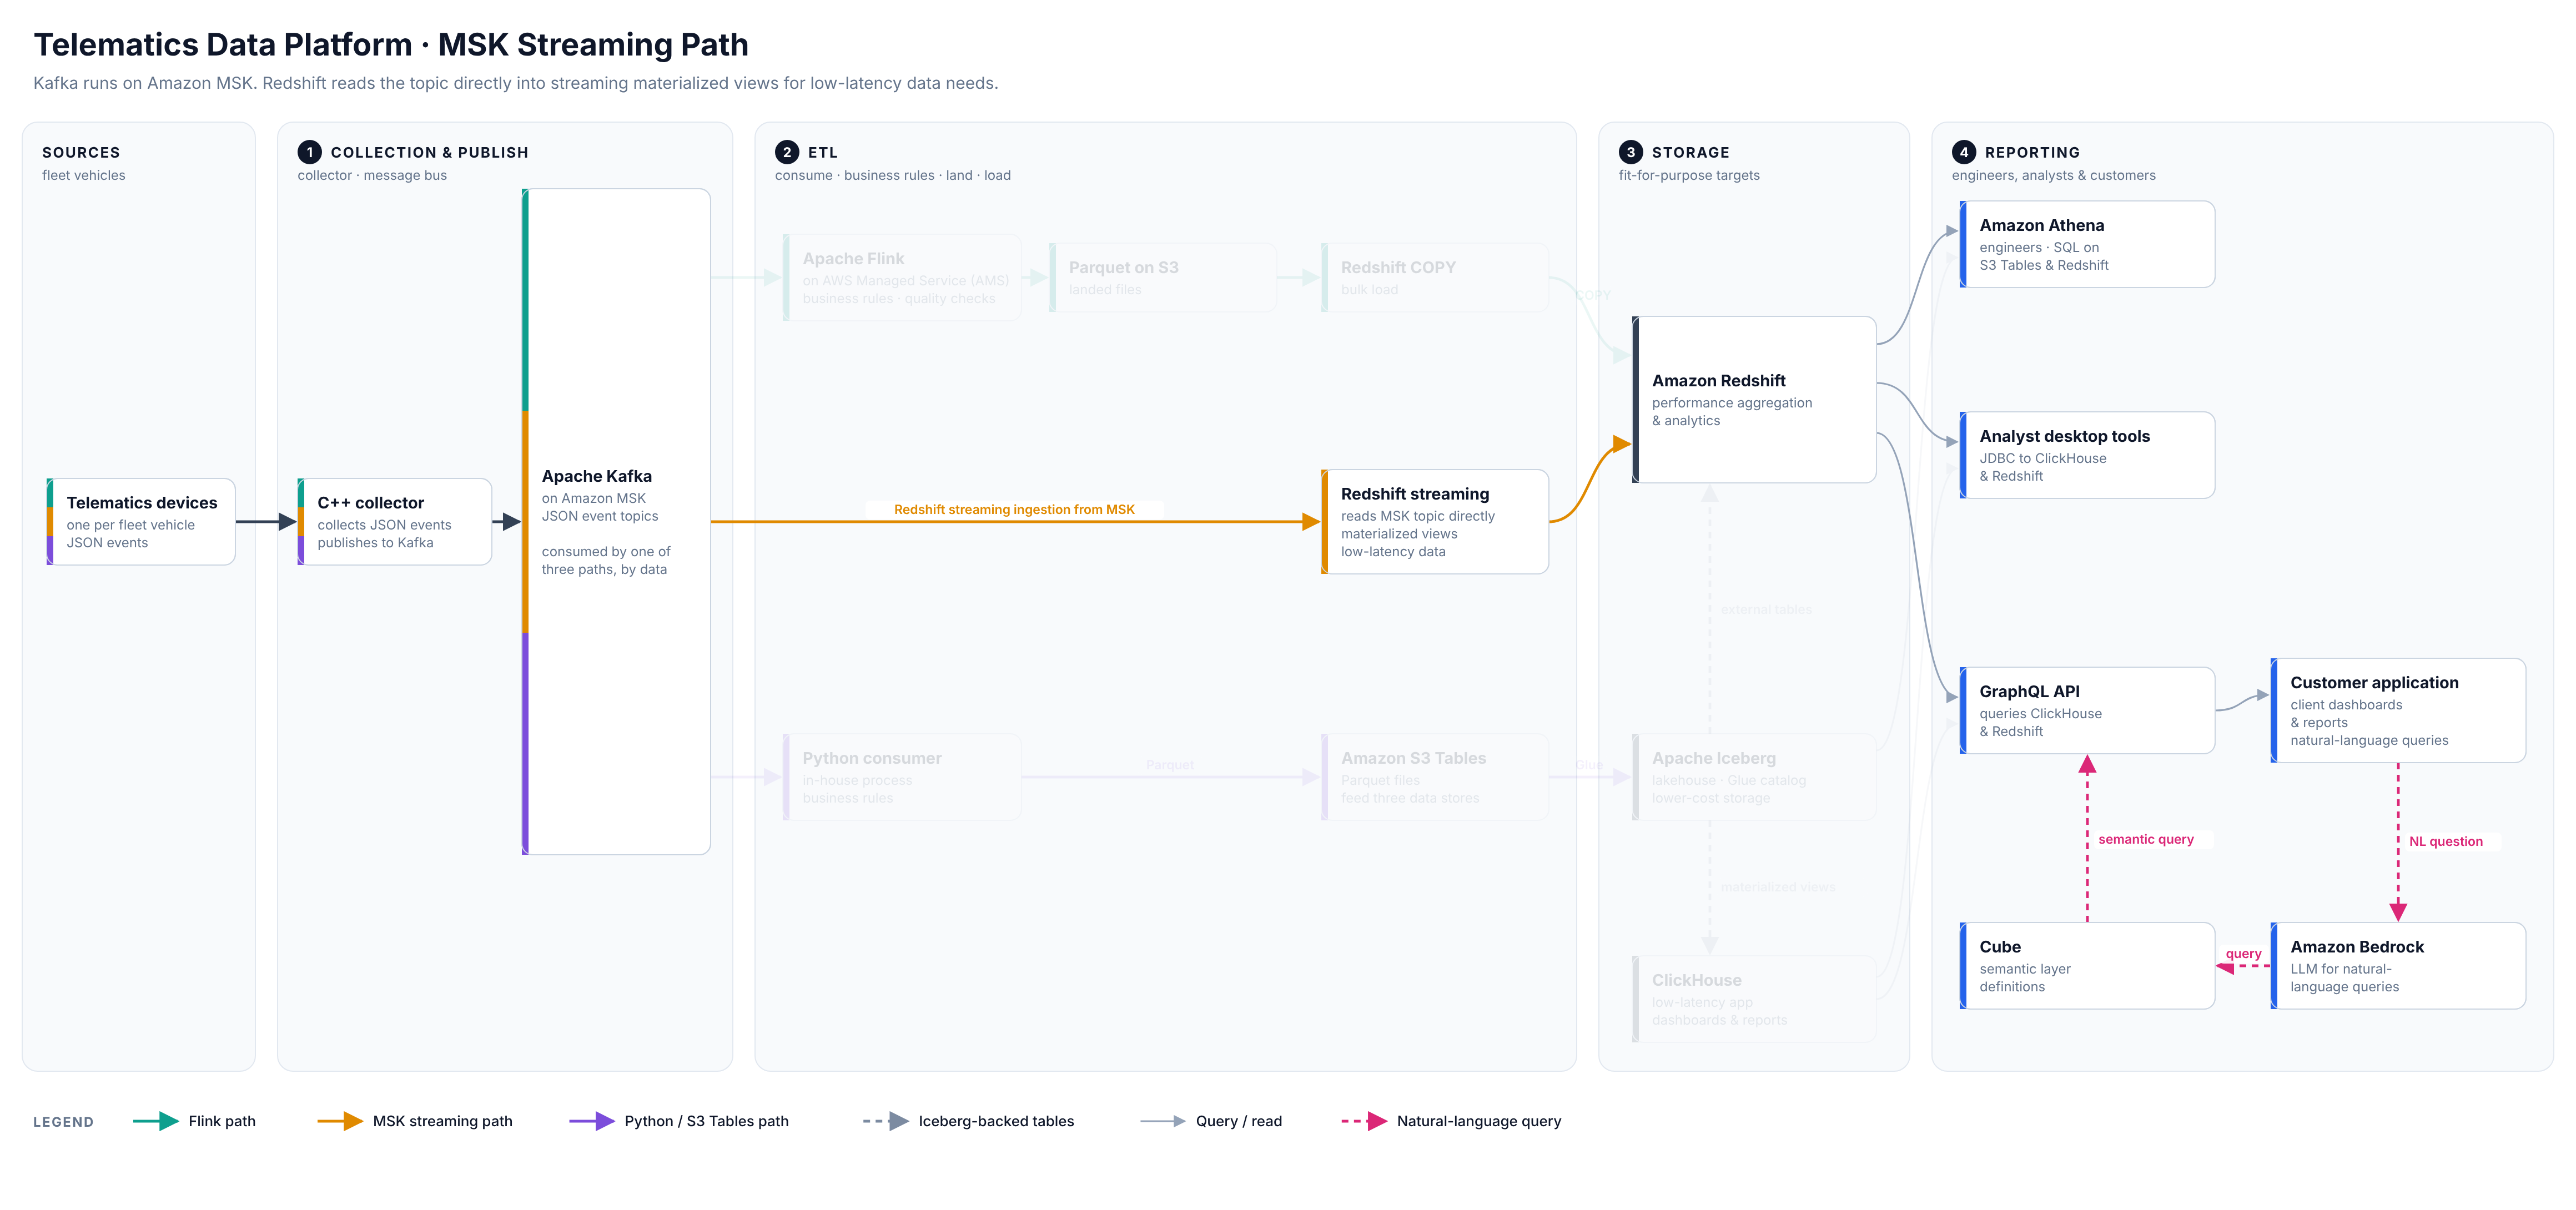 Telematics Data Platform · MSK Streaming Path
Kafka runs on Amazon MSK. Redshift reads the topic directly into streaming materialized views for low-latency data needs.
SOURCES
fleet vehicles
Telematics devices
one per fleet vehicle
JSON events
1 COLLECTION & PUBLISH
collector · message bus
C++ collector
collects JSON events
publishes to Kafka
Apache Kafka
on Amazon MSK
JSON event topics
consumed by one of
three paths, by data
2 ETL
consume · business rules · land · load
Apache Flink
on AWS Managed Service (AMS)
business rules · quality checks
Parquet on S3
landed files
Redshift COPY
bulk load
COPY
Redshift streaming ingestion from MSK
Redshift streaming
reads MSK topic directly
materialized views
low-latency data
Python consumer
in-house process
business rules
Parquet
Amazon S3 Tables
Parquet files
feed three data stores
Glue
3 STORAGE
fit-for-purpose targets
Amazon Redshift
performance aggregation
& analytics
external tables
Apache Iceberg
lakehouse · Glue catalog
lower-cost storage
materialized views
ClickHouse
low-latency app
dashboards & reports
4 REPORTING
engineers, analysts & customers
Amazon Athena
engineers · SQL on
S3 Tables & Redshift
Analyst desktop tools
JDBC to ClickHouse
& Redshift
GraphQL API
queries ClickHouse
& Redshift
Customer application
client dashboards
& reports
natural-language queries
semantic query
NL question
Cube
semantic layer
definitions
query
Amazon Bedrock
LLM for natural-
language queries
LEGEND
Flink path
MSK streaming path
Python / S3 Tables path
Iceberg-backed tables
Query / read
Natural-language query